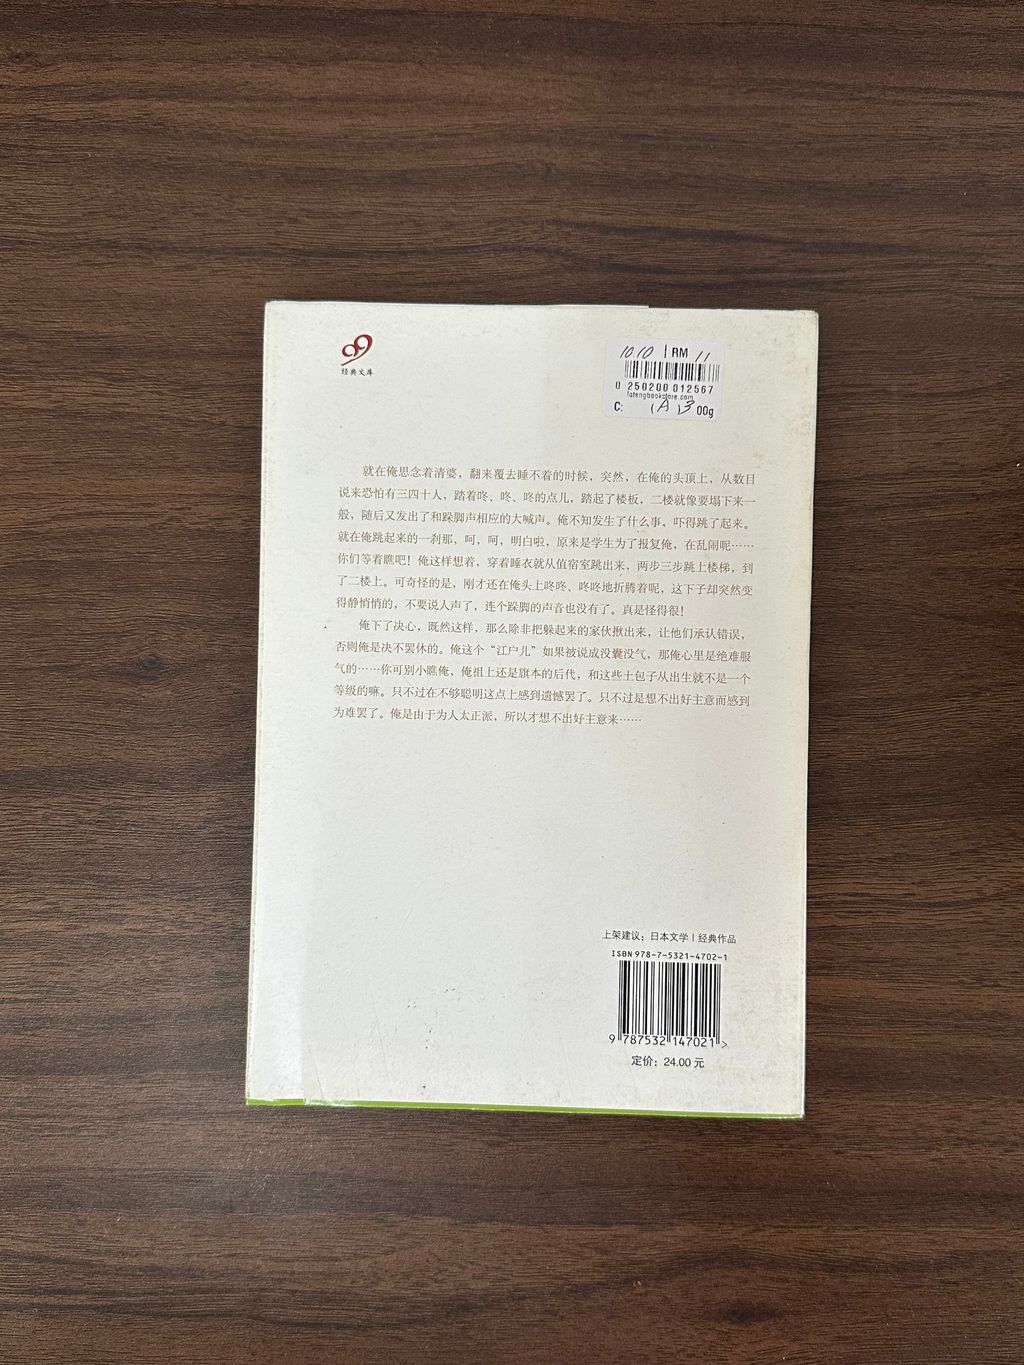 99
经典文库
1010 | RM 11
0 250200 012567
C: (A) 3 00g
就在俺思念着清婆，翻来覆去睡不着的时候，突然，在俺的头顶上，从数目
说来恐怕有三四十人，踏着咚、咚、咚的点儿，踏起了楼板，二楼就像要塌下来一
般，随后又发出了和跺脚声相应的大喊声。俺不知发生了什么事，吓得跳了起来。
就在俺跳起来的一刹那，呵，呵，明白啦，原来是学生为了报复俺，在乱闹呢……
你们等着瞧吧！俺这样想着，穿着睡衣就从值宿室跳出来，两步三步跳上楼梯，到
了二楼上。可奇怪的是，刚才还在俺头上咚咚、咚咚地折腾着呢，这下子却突然变
得静悄悄的，不要说人声了，连个跺脚的声音也没有了。真是怪得很！
俺下了决心，既然这样，那么除非把躲起来的家伙揪出来，让他们承认错误，
否则俺是决不罢休的。俺这个“江户儿”如果被说成没囊没气，那俺心里是绝难服
气的……你可别小瞧俺，俺祖上还是旗本的后代，和这些土包子从出生就不是一个
等级的嘛。只不过在不够聪明这点上感到遗憾罢了。只不过是想不出好主意而感到
为难罢了。俺是由于为人太正派，所以才想不出好主意来……
上架建议：日本文学 | 经典作品
ISBN 978-7-5321-4702-1
9 787532 147021 >
定价：24.00 元